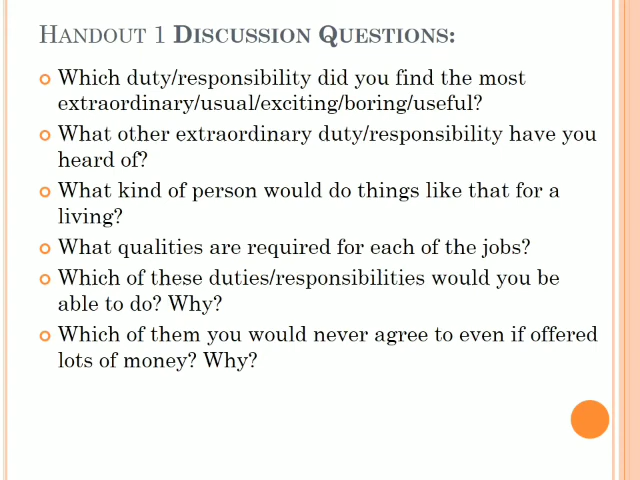 HANDOUT 1 DISCUSSION QUESTIONS:
Which duty/responsibility did you find the most
extraordinary/usual/exciting/boring/useful?
What other extraordinary duty/responsibility have you
heard of?
What kind of person would do things like that for a
living?
What qualities are required for each of the jobs?
Which of these duties/responsibilities would you be
able to do? Why?
Which of them you would never agree to even if offered
lots of money? Why?